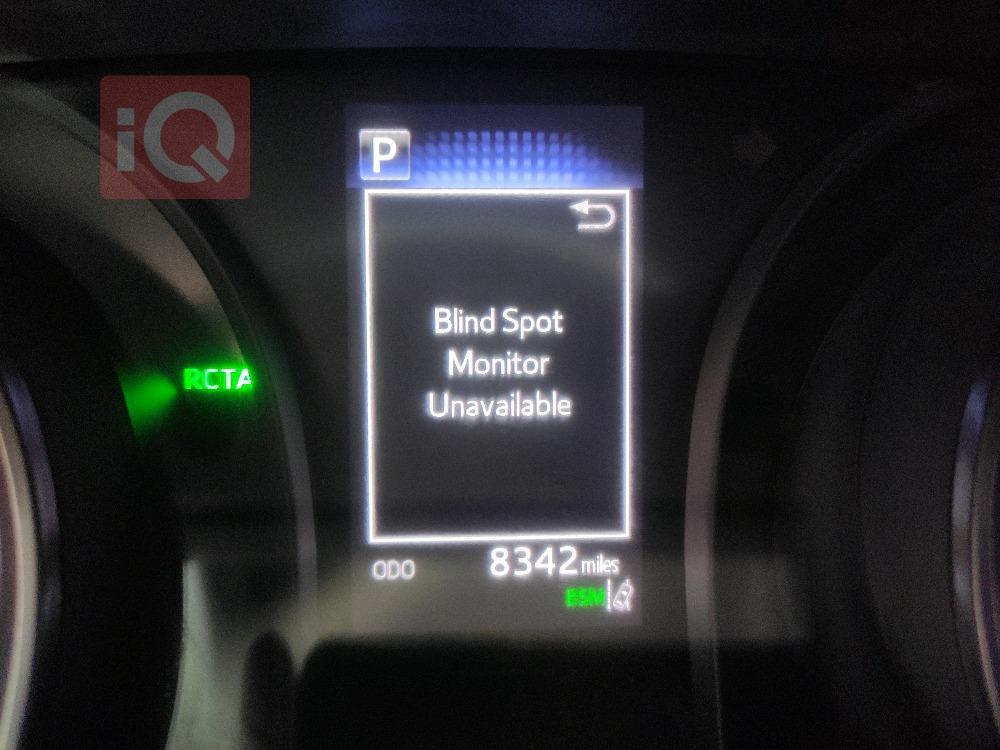 iQ
P
Blind Spot
Monitor
Unavailable
RCTA
ODO 8342 miles
BSM